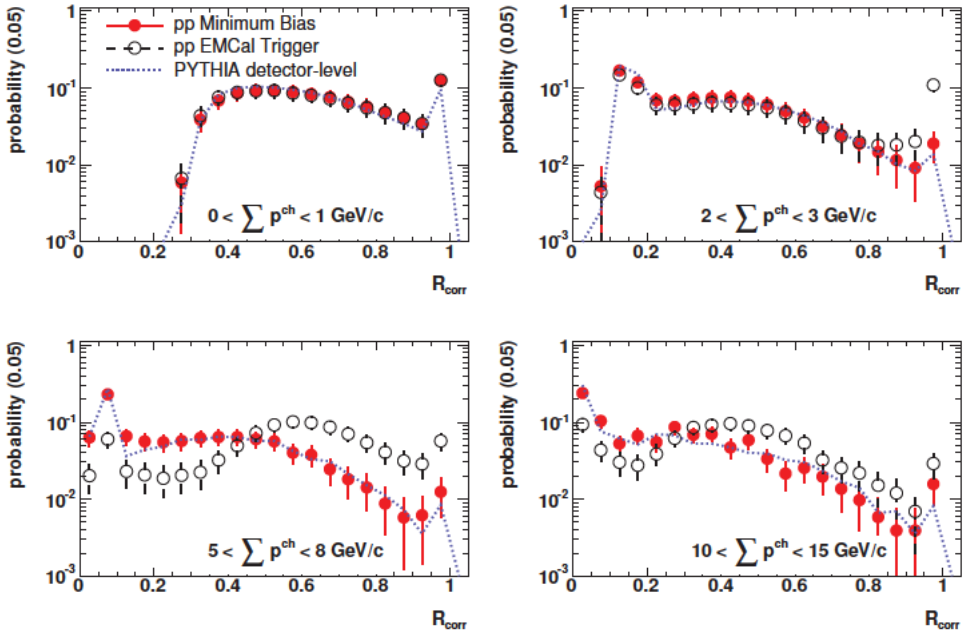 probability (0.05)
1
10⁻¹
10⁻²
10⁻³
pp Minimum Bias
pp EMCal Trigger
PYTHIA detector-level
0 < ∑ pᶜʰ < 1 GeV/c
0 0.2 0.4 0.6 0.8 1
R_corr
probability (0.05)
1
10⁻¹
10⁻²
10⁻³
2 < ∑ pᶜʰ < 3 GeV/c
0 0.2 0.4 0.6 0.8 1
R_corr
probability (0.05)
1
10⁻¹
10⁻²
10⁻³
5 < ∑ pᶜʰ < 8 GeV/c
0 0.2 0.4 0.6 0.8 1
R_corr
probability (0.05)
1
10⁻¹
10⁻²
10⁻³
10 < ∑ pᶜʰ < 15 GeV/c
0 0.2 0.4 0.6 0.8 1
R_corr